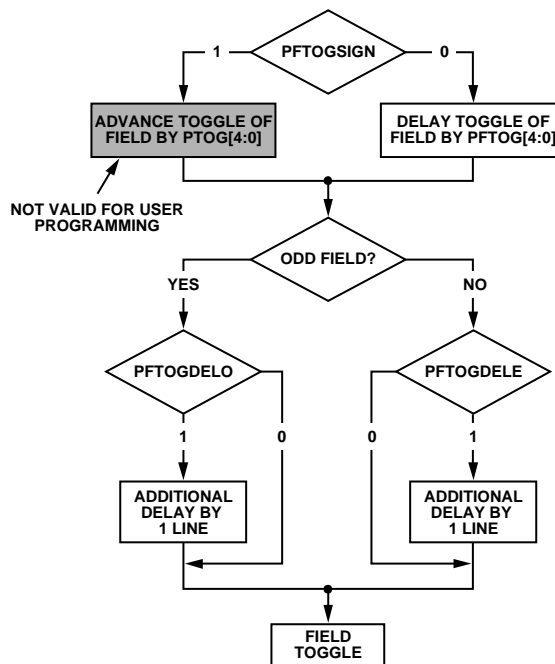 PFTOGSIGN
1
0
ADVANCE TOGGLE OF
FIELD BY PTOG[4:0]
DELAY TOGGLE OF
FIELD BY PFTOG[4:0]
NOT VALID FOR USER
PROGRAMMING
ODD FIELD?
YES
NO
PFTOGDELO
PFTOGDELE
1
0
0
1
ADDITIONAL
DELAY BY
1 LINE
ADDITIONAL
DELAY BY
1 LINE
FIELD
TOGGLE